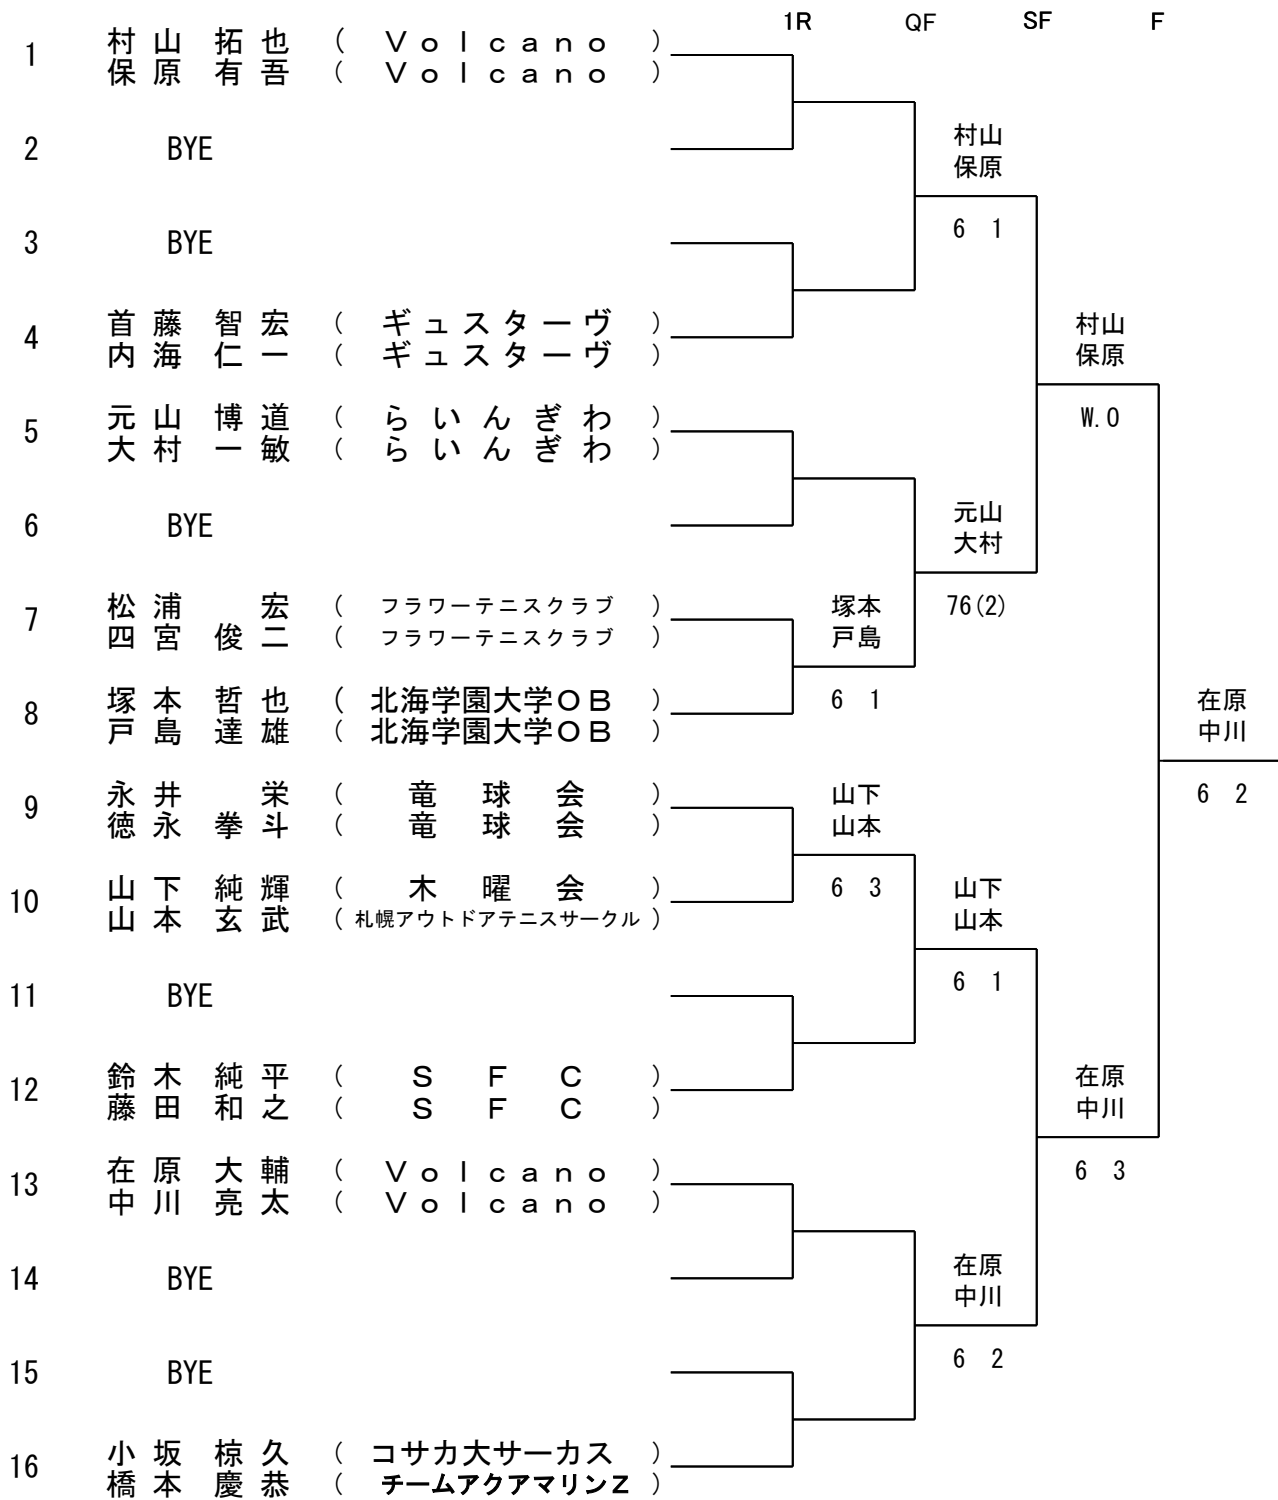 1R QF SF F
1 村山 拓也 ( Volcano )
保原 有吾 ( Volcano )
2 BYE
村山
保原
3 BYE
6 1
4 首藤 智宏 ( ギュスターヴ )
内海 仁一 ( ギュスターヴ )
村山
保原
5 元山 博道 ( らいんぎわ )
大村 一敏 ( らいんぎわ )
W.O
6 BYE
元山
大村
7 松浦 宏 ( フラワーテニスクラブ )
四宮 俊二 ( フラワーテニスクラブ )
塚本
戸島
76(2)
8 塚本 哲也 ( 北海学園大学OB )
戸島 達雄 ( 北海学園大学OB )
6 1
在原
中川
9 永井 栄 ( 竜球会 )
徳永 拳斗 ( 竜球会 )
山下
山本
6 2
10 山下 純輝 ( 木曜会 )
山本 玄武 ( 札幌アウトドアテニスサークル )
6 3
山下
山本
11 BYE
6 1
12 鈴木 純平 ( SFC )
藤田 和之 ( SFC )
在原
中川
13 在原 大輔 ( Volcano )
中川 亮太 ( Volcano )
6 3
14 BYE
在原
中川
15 BYE
6 2
16 小坂 椋久 ( コサカ大サーカス )
橋本 慶恭 ( チームアクアマリンZ )